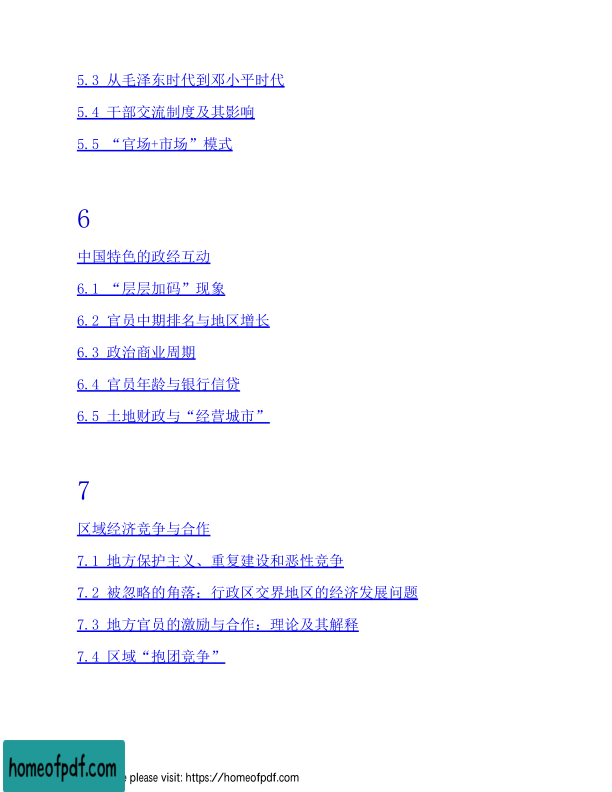 5.3 从毛泽东时代到邓小平时代
5.4 干部交流制度及其影响
5.5 “官场+市场”模式
6
中国特色的政经互动
6.1 “层层加码”现象
6.2 官员中期排名与地区增长
6.3 政治商业周期
6.4 官员年龄与银行信贷
6.5 土地财政与“经营城市”
7
区域经济竞争与合作
7.1 地方保护主义、重复建设和恶性竞争
7.2 被忽略的角落：行政区交界地区的经济发展问题
7.3 地方官员的激励与合作：理论及其解释
7.4 区域“抱团竞争”
homeofpdf.com
e please visit: https://homeofpdf.com